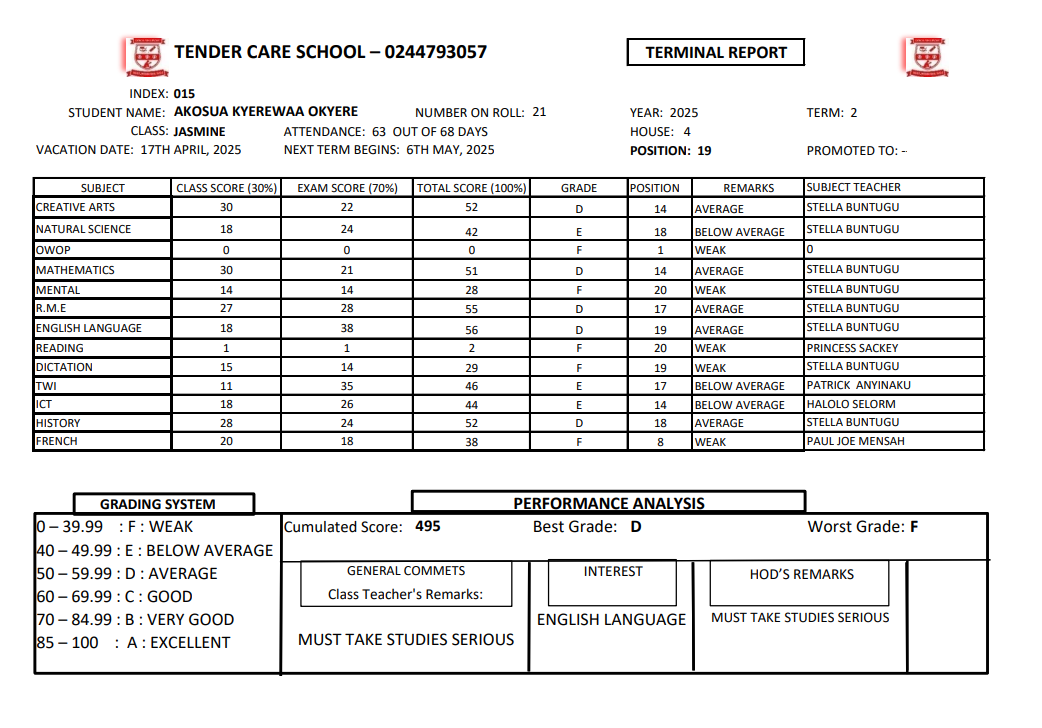 TENDER CARE SCHOOL – 0244793057
TERMINAL REPORT
INDEX: 015
STUDENT NAME: AKOSUA KYEREWAA OKYERE NUMBER ON ROLL: 21 YEAR: 2025 TERM: 2
CLASS: JASMINE ATTENDANCE: 63 OUT OF 68 DAYS HOUSE: 4
VACATION DATE: 17TH APRIL, 2025 NEXT TERM BEGINS: 6TH MAY, 2025 POSITION: 19 PROMOTED TO: --
SUBJECT CLASS SCORE (30%) EXAM SCORE (70%) TOTAL SCORE (100%) GRADE POSITION REMARKS SUBJECT TEACHER
CREATIVE ARTS 30 22 52 D 14 AVERAGE STELLA BUNTUGU
NATURAL SCIENCE 18 24 42 E 18 BELOW AVERAGE STELLA BUNTUGU
OWOP 0 0 0 F 1 WEAK 0
MATHEMATICS 30 21 51 D 14 AVERAGE STELLA BUNTUGU
MENTAL 14 14 28 F 20 WEAK STELLA BUNTUGU
R.M.E 27 28 55 D 17 AVERAGE STELLA BUNTUGU
ENGLISH LANGUAGE 18 38 56 D 19 AVERAGE STELLA BUNTUGU
READING 1 1 2 F 20 WEAK PRINCESS SACKEY
DICTATION 15 14 29 F 19 WEAK STELLA BUNTUGU
TWI 11 35 46 E 17 BELOW AVERAGE PATRICK ANYINAKU
ICT 18 26 44 E 14 BELOW AVERAGE HALOLO SELORM
HISTORY 28 24 52 D 18 AVERAGE STELLA BUNTUGU
FRENCH 20 18 38 F 8 WEAK PAUL JOE MENSAH
GRADING SYSTEM
0 – 39.99 : F : WEAK
40 – 49.99 : E : BELOW AVERAGE
50 – 59.99 : D : AVERAGE
60 – 69.99 : C : GOOD
70 – 84.99 : B : VERY GOOD
85 – 100 : A : EXCELLENT
PERFORMANCE ANALYSIS
Cumulated Score: 495 Best Grade: D Worst Grade: F
GENERAL COMMETS
Class Teacher's Remarks:
MUST TAKE STUDIES SERIOUS
INTEREST
ENGLISH LANGUAGE
HOD'S REMARKS
MUST TAKE STUDIES SERIOUS